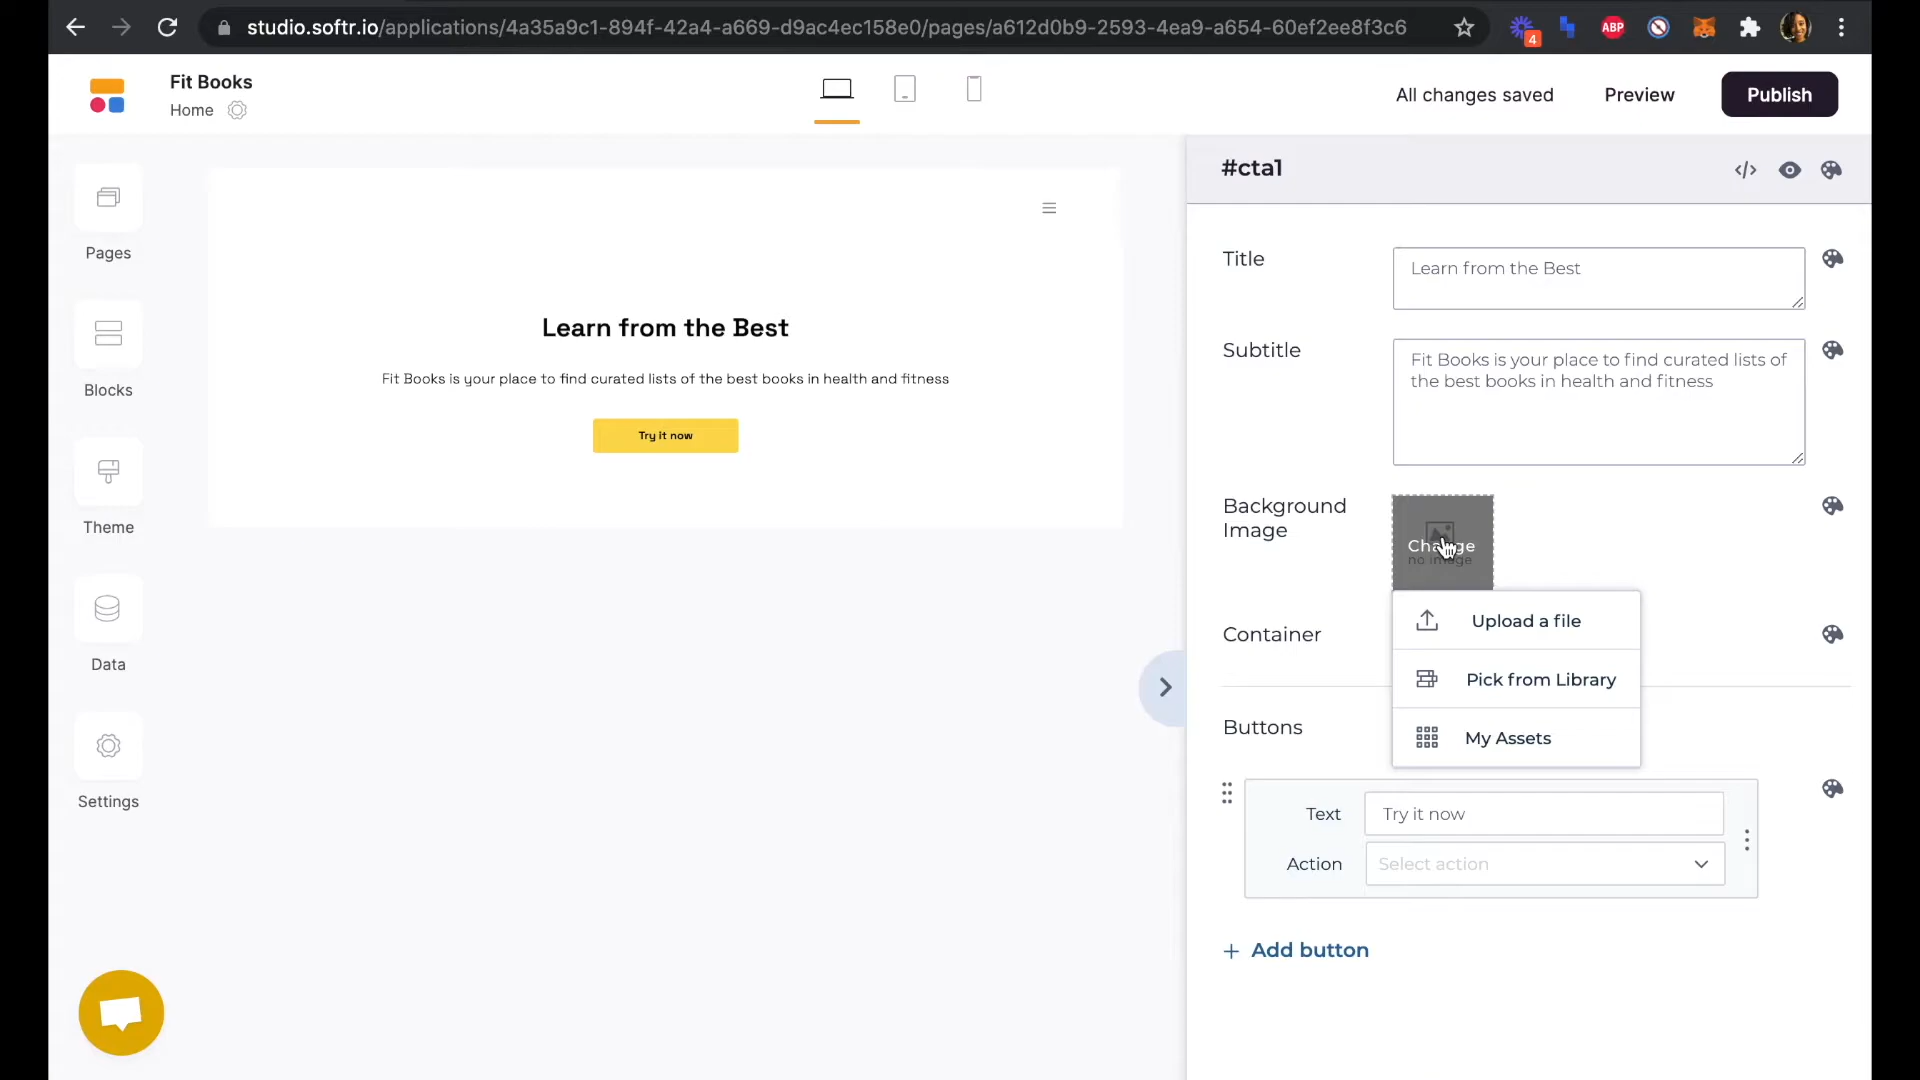 studio.softr.io/applications/4a35a9c1-894f-42a4-a669-d9ac4ec158e0/pages/a612d0b9-2593-4ea9-a654-60ef2ee8f3c6
4
ABP
Fit Books
Home
All changes saved
Preview
Publish
Pages
Blocks
Theme
Data
Settings
Learn from the Best
Fit Books is your place to find curated lists of the best books in health and fitness
Try it now
#cta1
Title
Learn from the Best
Subtitle
Fit Books is your place to find curated lists of
the best books in health and fitness
Background
Image
Change
no image
Upload a file
Container
Pick from Library
Buttons
My Assets
Text
Try it now
Action
Select action
+ Add button